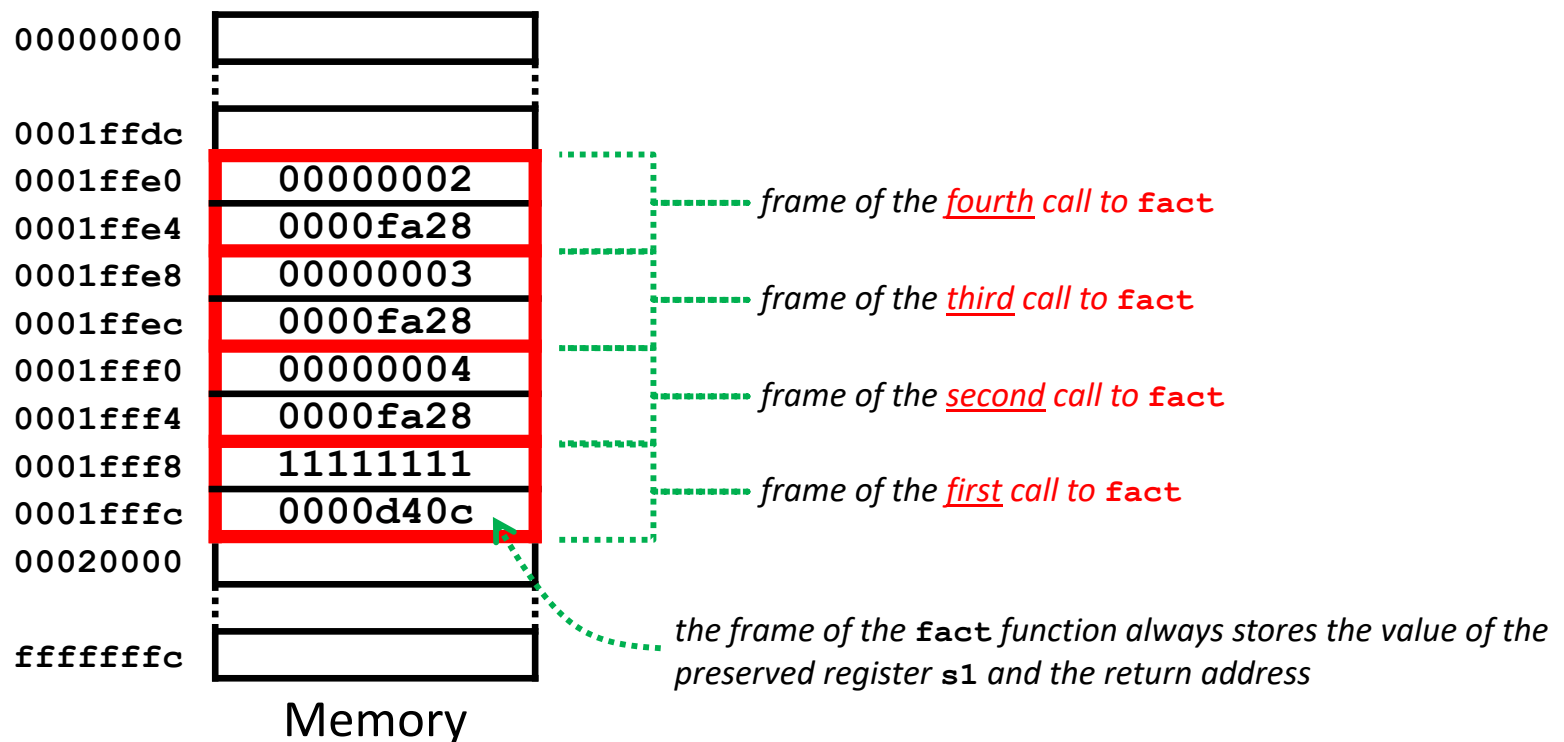 00000000
0001ffdc
0001ffe0 00000002
frame of the fourth call to fact
0001ffe4 0000fa28
0001ffe8 00000003
frame of the third call to fact
0001ffec 0000fa28
0001fff0 00000004
frame of the second call to fact
0001fff4 0000fa28
0001fff8 11111111
frame of the first call to fact
0001fffc 0000d40c
00020000
the frame of the fact function always stores the value of the
preserved register s1 and the return address
fffffffc
Memory